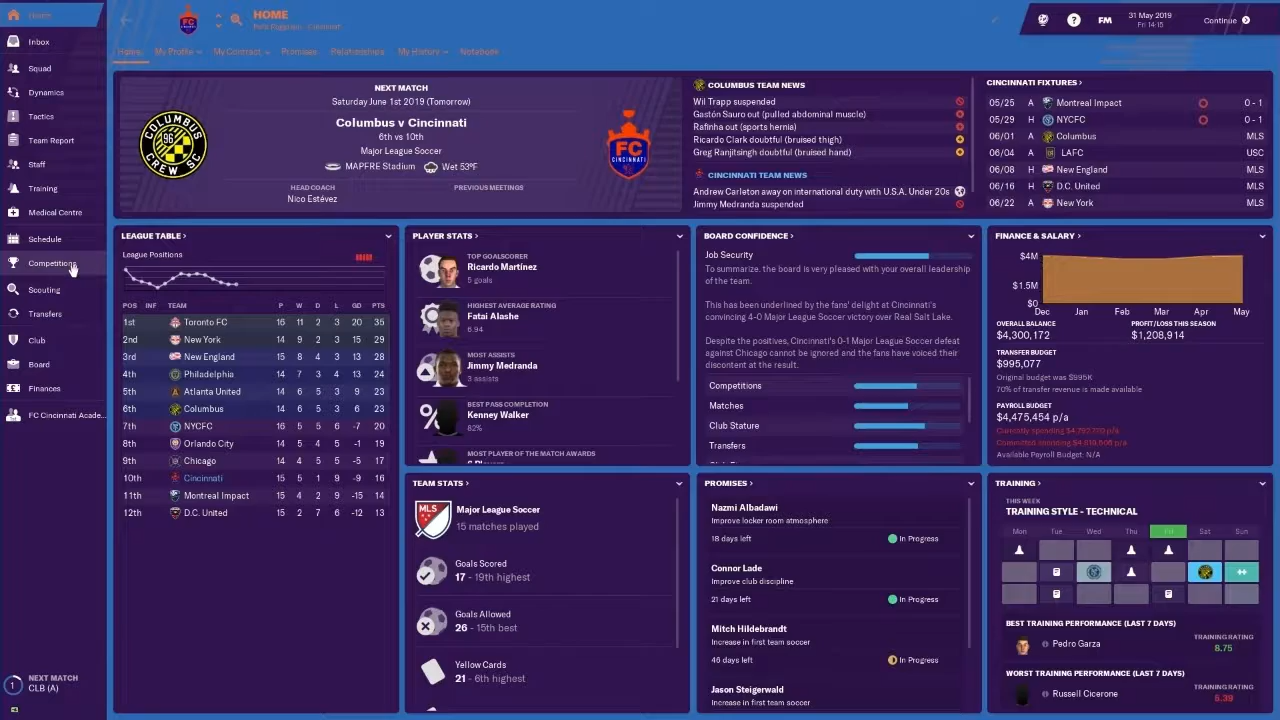 Home
HOME
Pete Poggiano - Cincinnati
FM
31 May 2019
Fri 14:15
Continue
Inbox
Squad
Dynamics
Tactics
Team Report
Staff
Training
Medical Centre
Schedule
Competitions
Scouting
Transfers
Club
Board
Finances
FC Cincinnati Acade...
NEXT MATCH
CLB (A)
Home
My Profile
My Contract
Promises
Relationships
My History
Notebook
NEXT MATCH
Saturday June 1st 2019 (Tomorrow)
Columbus v Cincinnati
6th vs 10th
Major League Soccer
MAPFRE Stadium Wet 53°F
HEAD COACH
Nico Estévez
PREVIOUS MEETINGS
COLUMBUS
96
CREW SC
FC
CINCINNATI
COLUMBUS TEAM NEWS
Wil Trapp suspended
Gastón Sauro out (pulled abdominal muscle)
Rafinha out (sports hernia)
Ricardo Clark doubtful (bruised thigh)
Greg Ranjitsingh doubtful (bruised hand)
CINCINNATI TEAM NEWS
Andrew Carleton away on international duty with U.S.A. Under 20s
Jimmy Medranda suspended
CINCINNATI FIXTURES >
05/25 A Montreal Impact 0 - 1
05/29 H NYCFC 0 - 1
06/01 A Columbus MLS
06/04 A LAFC USC
06/08 H New England MLS
06/16 H D.C. United MLS
06/22 A New York MLS
LEAGUE TABLE >
League Positions
POS INF TEAM P W D L GD PTS
1st Toronto FC 16 11 2 3 20 35
2nd New York 14 9 2 3 15 29
3rd New England 15 8 4 3 13 28
4th Philadelphia 14 7 3 4 13 24
5th Atlanta United 14 6 5 3 9 23
6th Columbus 14 6 5 3 6 23
7th NYCFC 16 5 5 6 -7 20
8th Orlando City 14 5 4 5 -1 19
9th Chicago 14 4 5 5 -5 17
10th Cincinnati 15 5 1 9 -9 16
11th Montreal Impact 15 4 2 9 -15 14
12th D.C. United 15 2 7 6 -12 13
PLAYER STATS >
TOP GOALSCORER
Ricardo Martínez
5 goals
HIGHEST AVERAGE RATING
Fatai Alashe
6.94
MOST ASSISTS
Jimmy Medranda
3 assists
BEST PASS COMPLETION
Kenney Walker
82%
MOST PLAYER OF THE MATCH AWARDS
BOARD CONFIDENCE >
Job Security
To summarize, the board is very pleased with your overall leadership
of the team.
This has been underlined by the fans' delight at Cincinnati's
convincing 4-0 Major League Soccer victory over Real Salt Lake.
Despite the positives, Cincinnati's 0-1 Major League Soccer defeat
against Chicago cannot be ignored and the fans have voiced their
discontent at the result.
Competitions
Matches
Club Stature
Transfers
FINANCE & SALARY >
$4M
$1.5M
$0
Dec Jan Feb Mar Apr May
OVERALL BALANCE
$4,300,172
PROFIT/LOSS THIS SEASON
$1,208,914
TRANSFER BUDGET
$995,077
Original budget was $995K
70% of transfer revenue is made available
PAYROLL BUDGET
$4,475,454 p/a
Currently spending $4,792,770 p/a
Committed spending $4,619,606 p/a
Available Payroll Budget: N/A
TEAM STATS >
MLS
Major League Soccer
15 matches played
Goals Scored
17 - 19th highest
Goals Allowed
26 - 15th best
Yellow Cards
21 - 6th highest
PROMISES >
Nazmi Albadawi
Improve locker room atmosphere
18 days left In Progress
Connor Lade
Improve club discipline
21 days left In Progress
Mitch Hildebrandt
Increase in first team soccer
46 days left In Progress
Jason Steigerwald
Increase in first team soccer
TRAINING >
THIS WEEK
TRAINING STYLE - TECHNICAL
Mon Tue Wed Thu Fri Sat Sun
BEST TRAINING PERFORMANCE (LAST 7 DAYS)
Pedro Garza
TRAINING RATING
8.75
WORST TRAINING PERFORMANCE (LAST 7 DAYS)
Russell Cicerone
TRAINING RATING
5.39